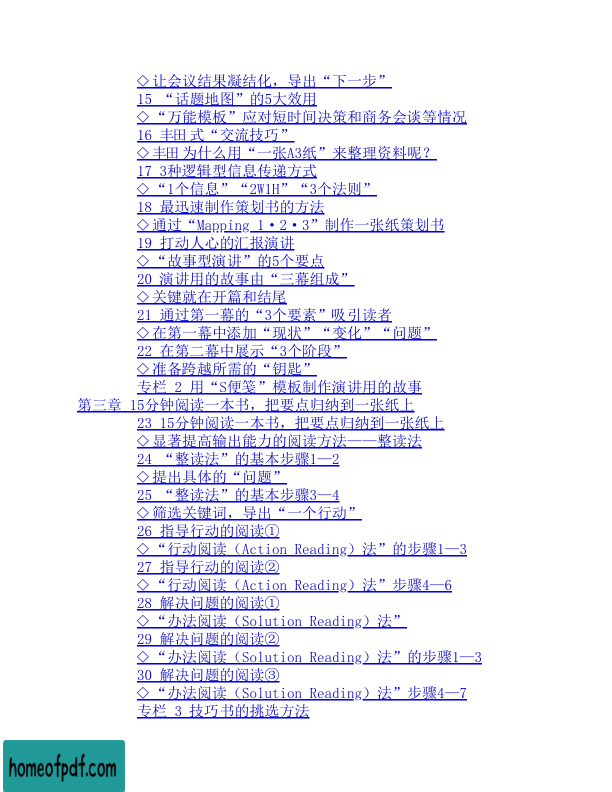 ◇让会议结果凝结化，导出“下一步”
15 “话题地图”的5大效用
◇“万能模板”应对短时间决策和商务会谈等情况
16 丰田式“交流技巧”
◇丰田为什么用“一张A3纸”来整理资料呢？
17 3种逻辑型信息传递方式
◇“1个信息”“2W1H”“3个法则”
18 最迅速制作策划书的方法
◇通过“Mapping 1·2·3”制作一张纸策划书
19 打动人心的汇报演讲
◇“故事型演讲”的5个要点
20 演讲用的故事由“三幕组成”
◇关键就在开篇和结尾
21 通过第一幕的“3个要素”吸引读者
◇在第一幕中添加“现状”“变化”“问题”
22 在第二幕中展示“3个阶段”
◇准备跨越所需的“钥匙”
专栏 2 用“S便笺”模板制作演讲用的故事
第三章 15分钟阅读一本书，把要点归纳到一张纸上
23 15分钟阅读一本书，把要点归纳到一张纸上
◇显著提高输出能力的阅读方法——整读法
24 “整读法”的基本步骤1—2
◇提出具体的“问题”
25 “整读法”的基本步骤3—4
◇筛选关键词，导出“一个行动”
26 指导行动的阅读①
◇“行动阅读（Action Reading）法”的步骤1—3
27 指导行动的阅读②
◇“行动阅读（Action Reading）法”步骤4—6
28 解决问题的阅读①
◇“办法阅读（Solution Reading）法”
29 解决问题的阅读②
◇“办法阅读（Solution Reading）法”的步骤1—3
30 解决问题的阅读③
◇“办法阅读（Solution Reading）法”步骤4—7
专栏 3 技巧书的挑选方法
homeofpdf.com